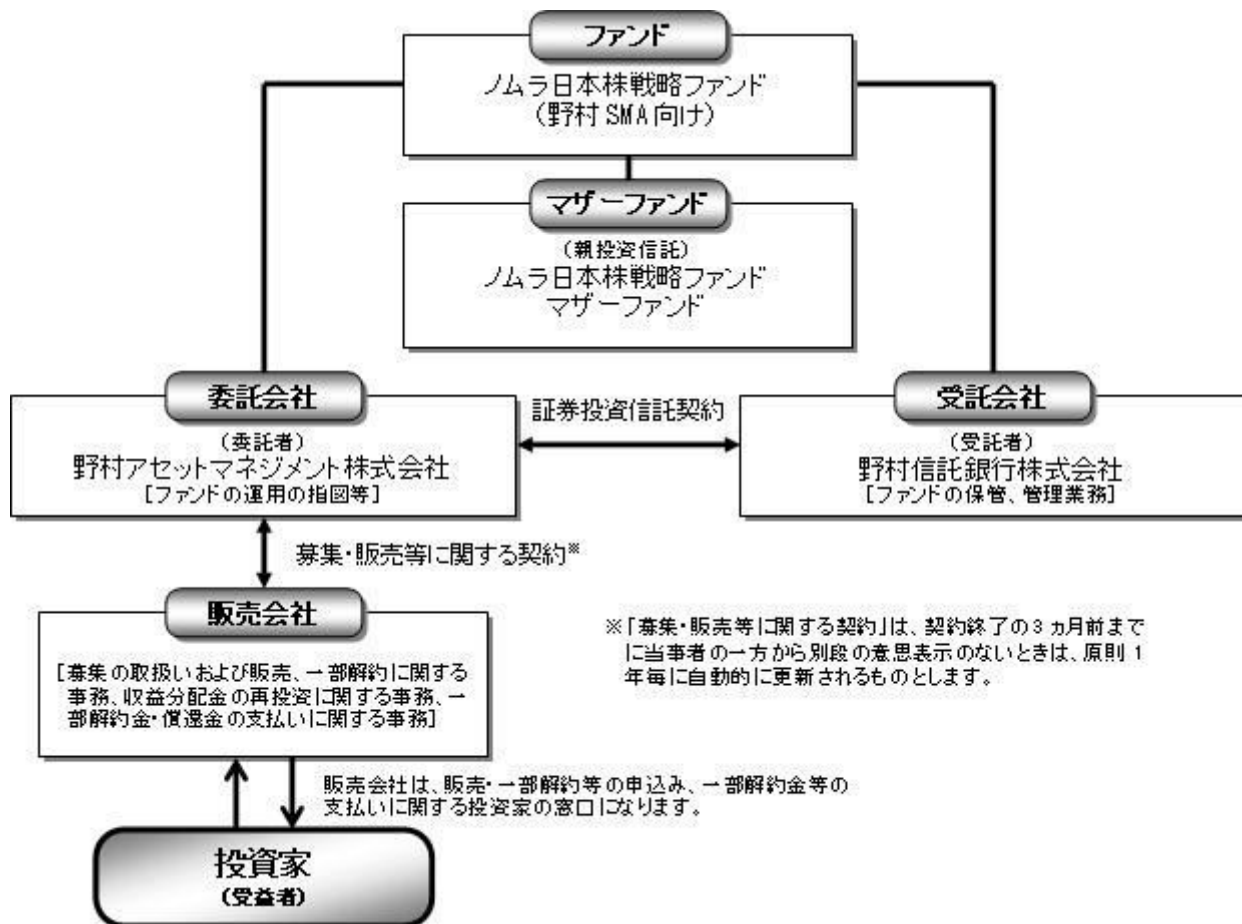 ファンド
ノムラ日本株戦略ファンド
（野村SMA向け）
マザーファンド
（親投資信託）
ノムラ日本株戦略ファンド
マザーファンド
委託会社
（委託者）
野村アセットマネジメント株式会社
［ファンドの運用の指図等］
証券投資信託契約
受託会社
（受託者）
野村信託銀行株式会社
［ファンドの保管、管理業務］
募集・販売等に関する契約※
販売会社
［募集の取扱いおよび販売、一部解約に関する
事務、収益分配金の再投資に関する事務、一
部解約金・償還金の支払いに関する事務］
※「募集・販売等に関する契約」は、契約終了の3ヵ月前まで
に当事者の一方から別段の意思表示のないときは、原則1
年毎に自動的に更新されるものとします。
販売会社は、販売・一部解約等の申込み、一部解約金等の
支払いに関する投資家の窓口になります。
投資家
（受益者）